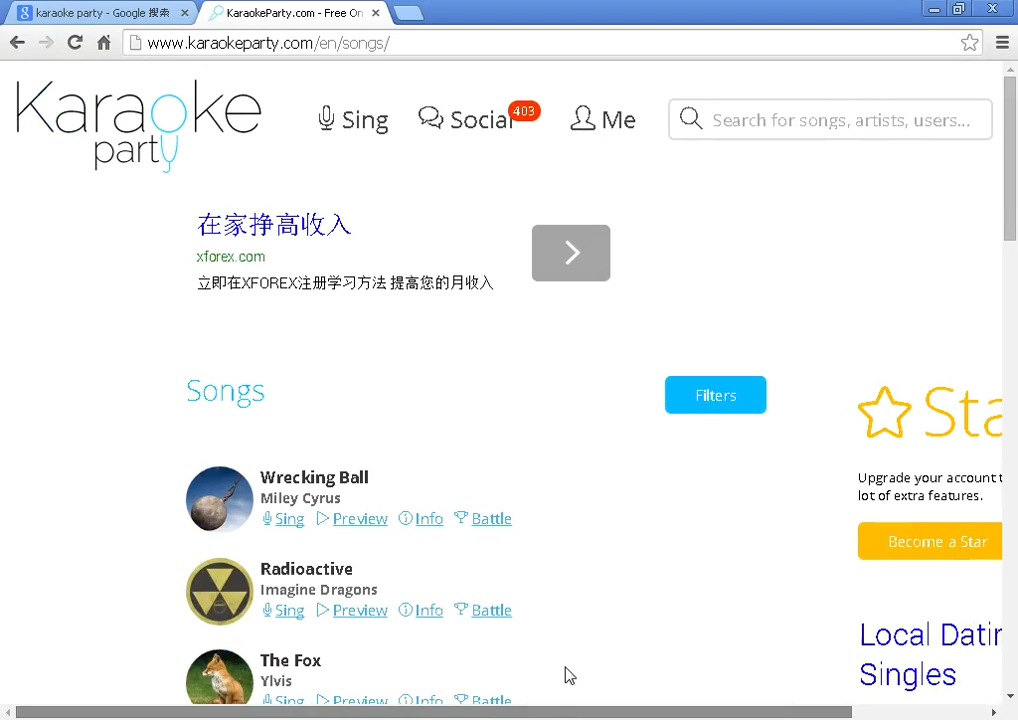 karaoke party - Google 搜索
KaraokeParty.com - Free On
www.karaokeparty.com/en/songs/
Karaoke
party
Sing
Social
403
Me
Search for songs, artists, users...
在家挣高收入
xforex.com
立即在XFOREX注册学习方法 提高您的月收入
Songs
Filters
Sta
Upgrade your account t
lot of extra features.
Become a Star
Wrecking Ball
Miley Cyrus
Sing Preview Info Battle
Radioactive
Imagine Dragons
Sing Preview Info Battle
The Fox
Ylvis
Sing Preview Info Battle
Local Datin
Singles